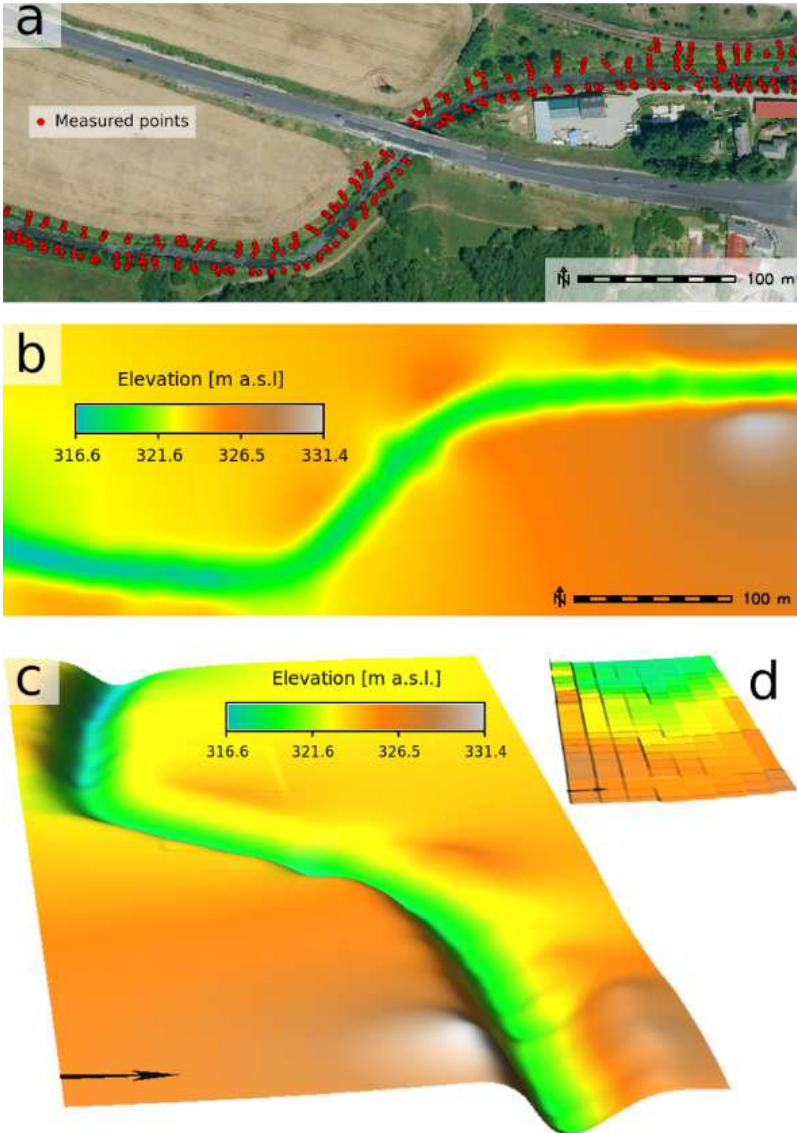 a
Measured points
N 100 m
b
Elevation [m a.s.l]
316.6 321.6 326.5 331.4
N 100 m
c
Elevation [m a.s.l.]
316.6 321.6 326.5 331.4
d